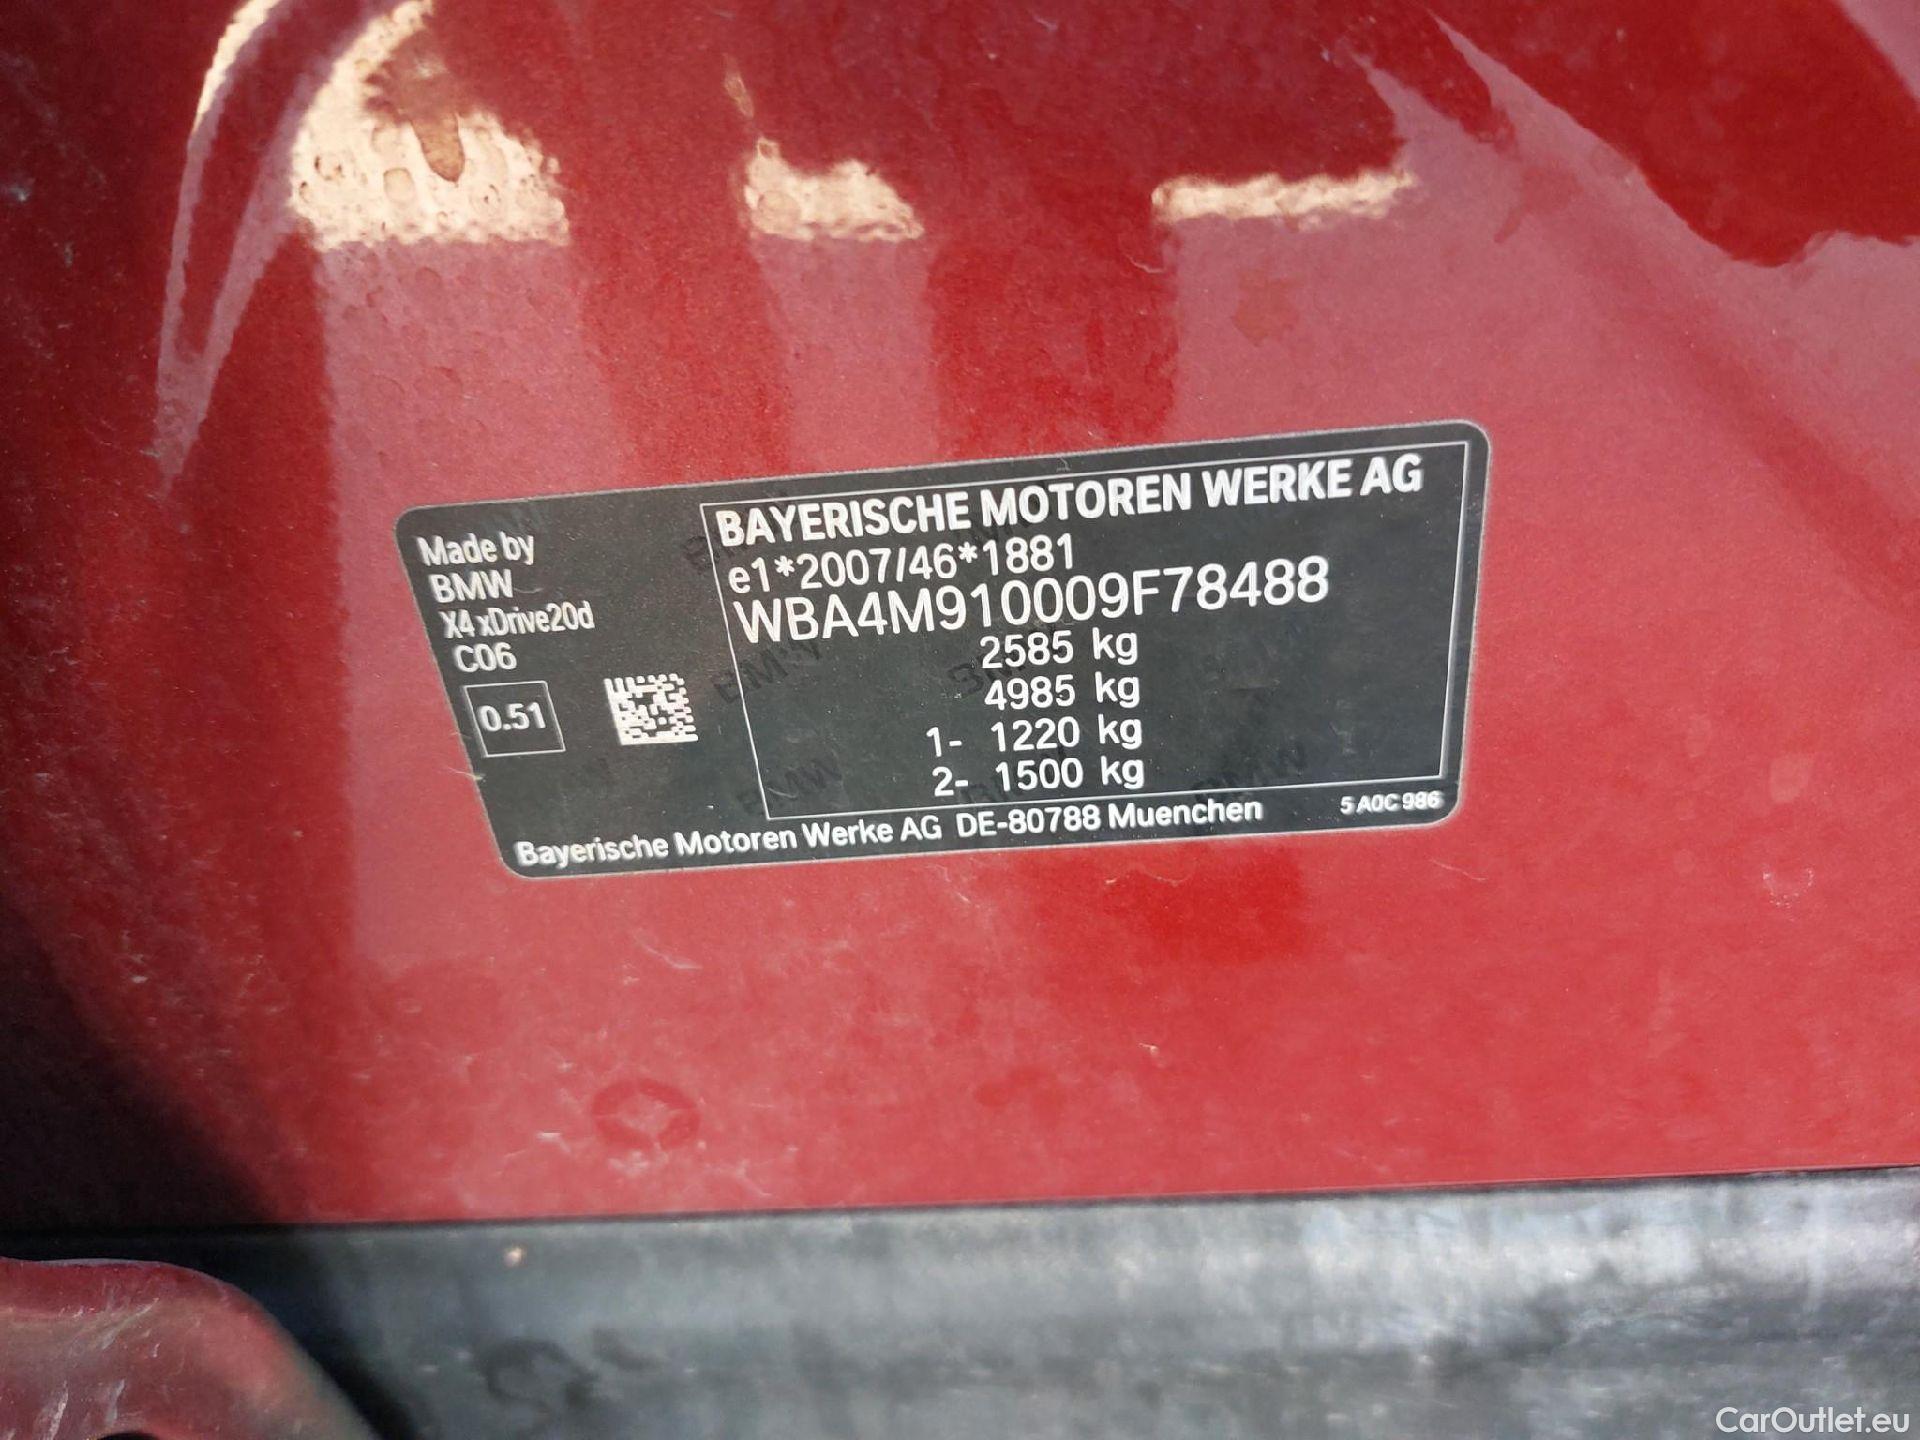 Made by
BMW
X4 xDrive20d
C06
0.51
BAYERISCHE MOTOREN WERKE AG
e1*2007/46*1881
WBA4M910009F78488
2585 kg
4985 kg
1- 1220 kg
2- 1500 kg
Bayerische Motoren Werke AG DE-80788 Muenchen
5 A0C 986
CarOutlet.eu